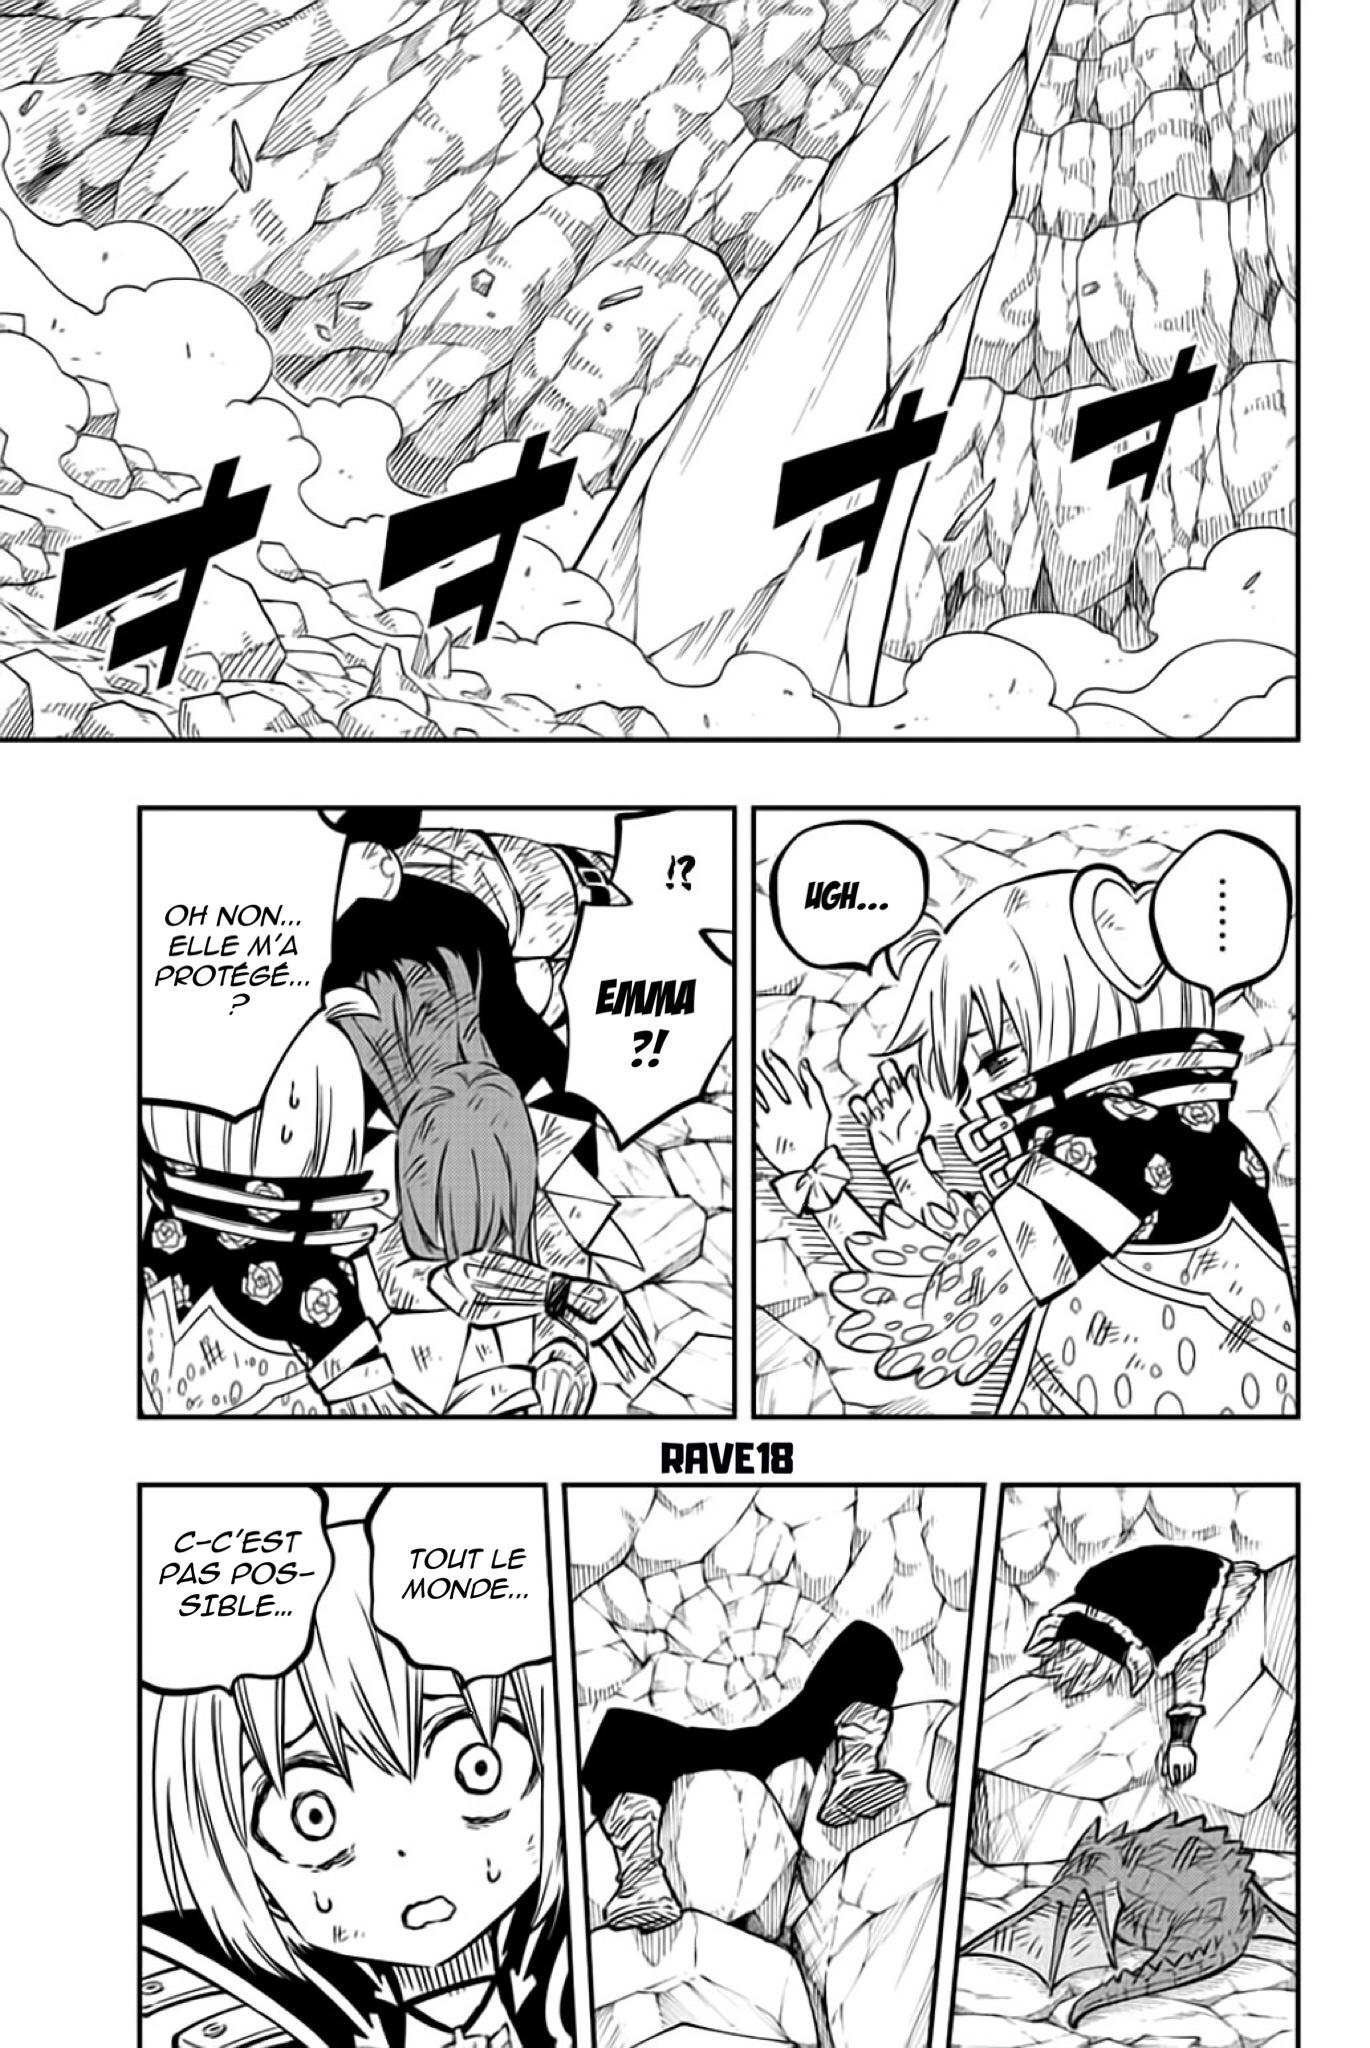 オ オ オ オ
......
UGH...
!?
EMMA
?!
OH NON...
ELLE M'A
PROTÉGÉ...
?
RAVE18
TOUT LE
MONDE...
C-C'EST
PAS POS-
SIBLE...